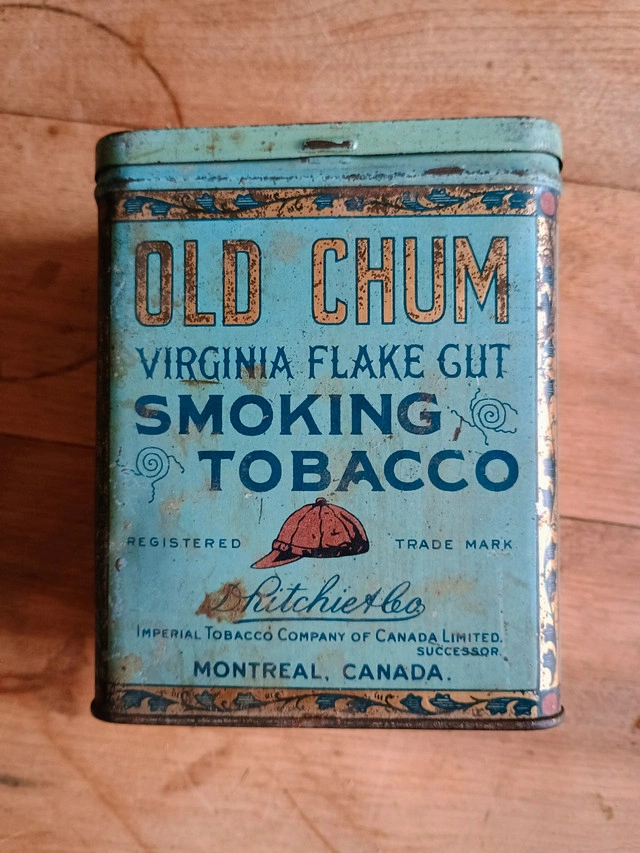 OLD CHUM
VIRGINIA FLAKE CUT
SMOKING
TOBACCO
REGISTERED TRADE MARK
D. Ritchie & Co
IMPERIAL TOBACCO COMPANY OF CANADA LIMITED.
SUCCESSOR.
MONTREAL, CANADA.